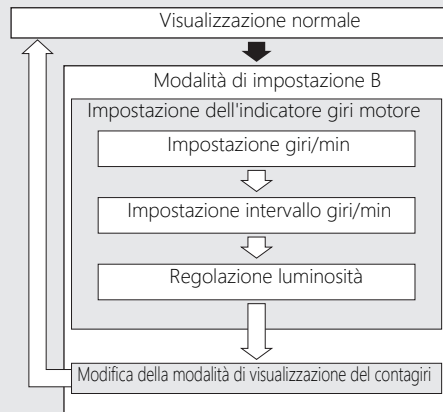 Visualizzazione normale
Modalità di impostazione B
Impostazione dell'indicatore giri motore
Impostazione giri/min
Impostazione intervallo giri/min
Regolazione luminosità
Modifica della modalità di visualizzazione del contagiri